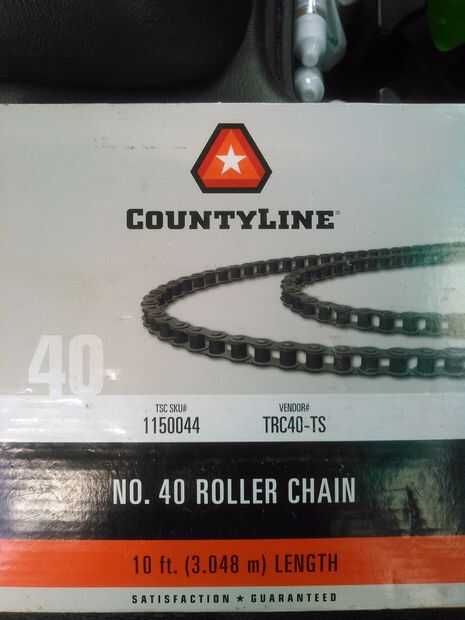 COUNTYLINE®
40
TSC SKU#
1150044
VENDOR#
TRC40-TS
NO. 40 ROLLER CHAIN
10 ft. (3.048 m) LENGTH
SATISFACTION ★ GUARANTEED